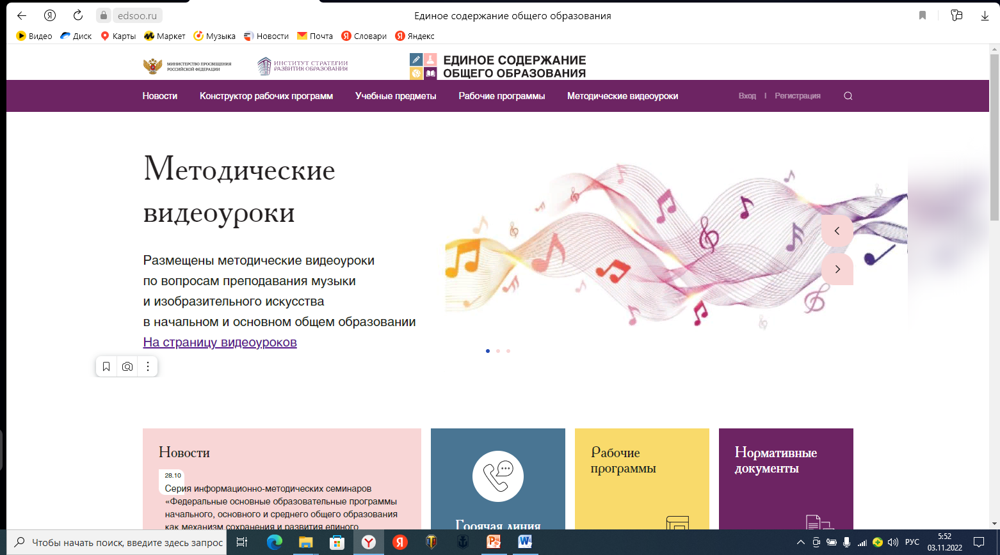 edsoo.ru
Единое содержание общего образования
Видео Диск Карты Маркет Музыка Новости Почта Словари Яндекс
МИНИСТЕРСТВО ПРОСВЕЩЕНИЯ
РОССИЙСКОЙ ФЕДЕРАЦИИ
ИНСТИТУТ СТРАТЕГИИ
РАЗВИТИЯ ОБРАЗОВАНИЯ
ЕДИНОЕ СОДЕРЖАНИЕ
ОБЩЕГО ОБРАЗОВАНИЯ
Новости Конструктор рабочих программ Учебные предметы Рабочие программы Методические видеоуроки Вход | Регистрация
Методические
видеоуроки
Размещены методические видеоуроки
по вопросам преподавания музыки
и изобразительного искусства
в начальном и основном общем образовании
На страницу видеоуроков
Новости
28.10
Серия информационно-методических семинаров
«Федеральные основные образовательные программы
начального, основного и среднего общего образования
как механизм сохранения и развития единого
Горячая линия
Рабочие
программы
Нормативные
документы
Чтобы начать поиск, введите здесь запрос
РУС
5:52
03.11.2022